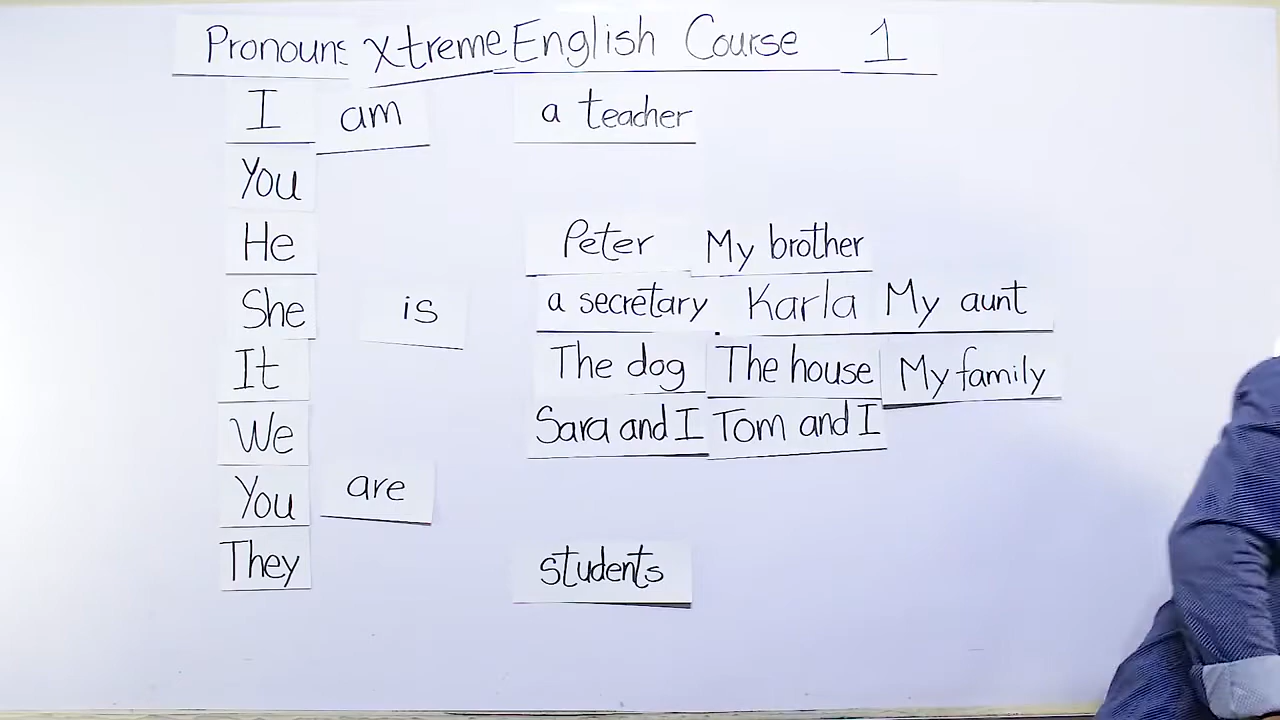 Pronouns Xtreme English Course 1
I am a teacher
You
He Peter My brother
She is a secretary Karla My aunt
It The dog The house My family
We Sara and I Tom and I
You are
They students